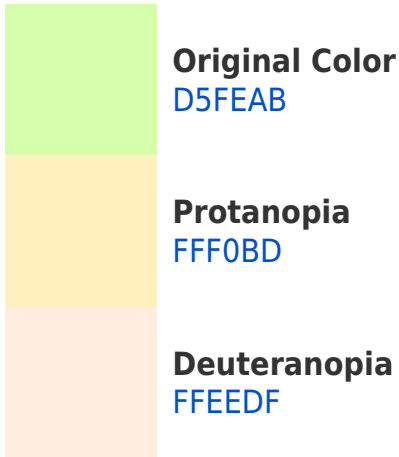 Original Color
D5FEAB
Protanopia
FFF0BD
Deuteranopia
FFEEDF